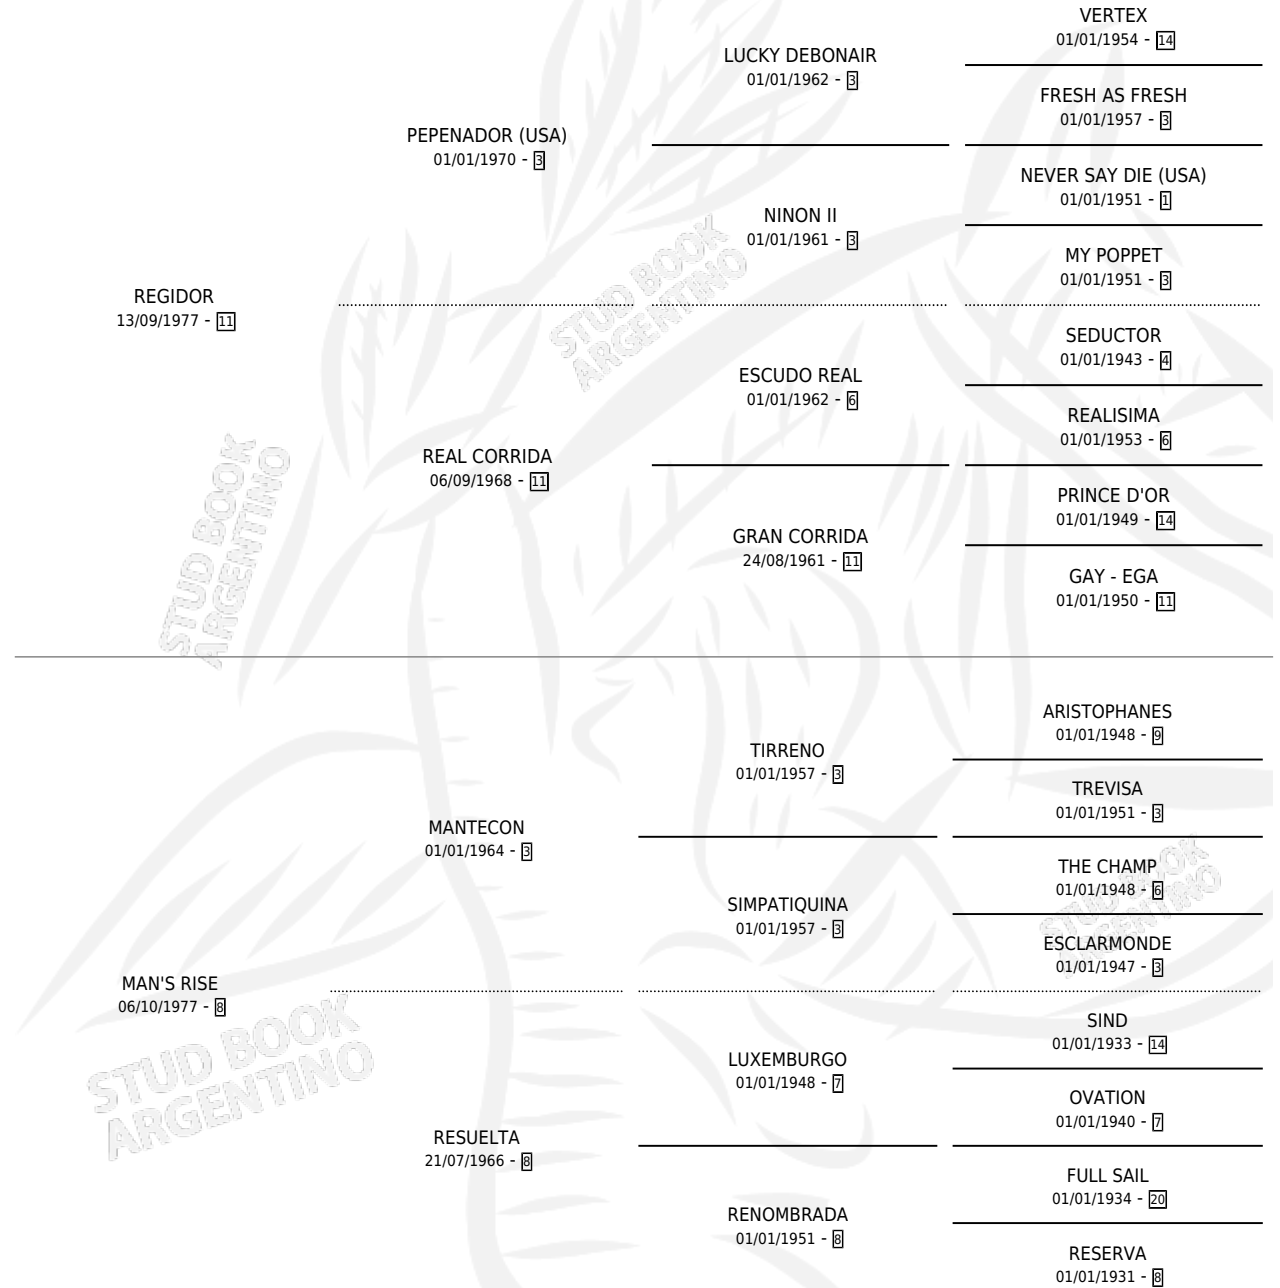 VERTEX
01/01/1954 - 14
LUCKY DEBONAIR
01/01/1962 - 3
FRESH AS FRESH
01/01/1957 - 3
PEPENADOR (USA)
01/01/1970 - 3
NEVER SAY DIE (USA)
01/01/1951 - 1
NINON II
01/01/1961 - 3
MY POPPET
01/01/1951 - 3
REGIDOR
13/09/1977 - 11
SEDUCTOR
01/01/1943 - 4
ESCUDO REAL
01/01/1962 - 6
REALISIMA
01/01/1953 - 6
REAL CORRIDA
06/09/1968 - 11
PRINCE D'OR
01/01/1949 - 14
GRAN CORRIDA
24/08/1961 - 11
GAY - EGA
01/01/1950 - 11
ARISTOPHANES
01/01/1948 - 9
TIRRENO
01/01/1957 - 3
TREVISA
01/01/1951 - 3
MANTECON
01/01/1964 - 3
THE CHAMP
01/01/1948 - 6
SIMPATIQUINA
01/01/1957 - 3
ESCLARMONDE
01/01/1947 - 3
MAN'S RISE
06/10/1977 - 8
SIND
01/01/1933 - 14
LUXEMBURGO
01/01/1948 - 7
OVATION
01/01/1940 - 7
RESUELTA
21/07/1966 - 8
FULL SAIL
01/01/1934 - 20
RENOMBRADA
01/01/1951 - 8
RESERVA
01/01/1931 - 8
STUD BOOK
ARGENTINO
STUD BOOK
ARGENTINO
STUD BOOK
ARGENTINO
STUD BOOK
ARGENTINO